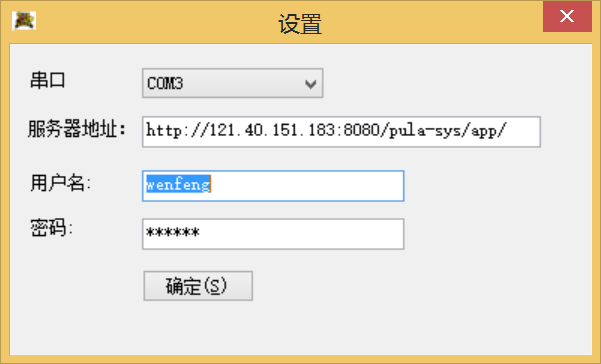 设置
串口 COM3
服务器地址: http://121.40.151.183:8080/pula-sys/app/
用户名: wenfeng
密码: ******
确定(S)